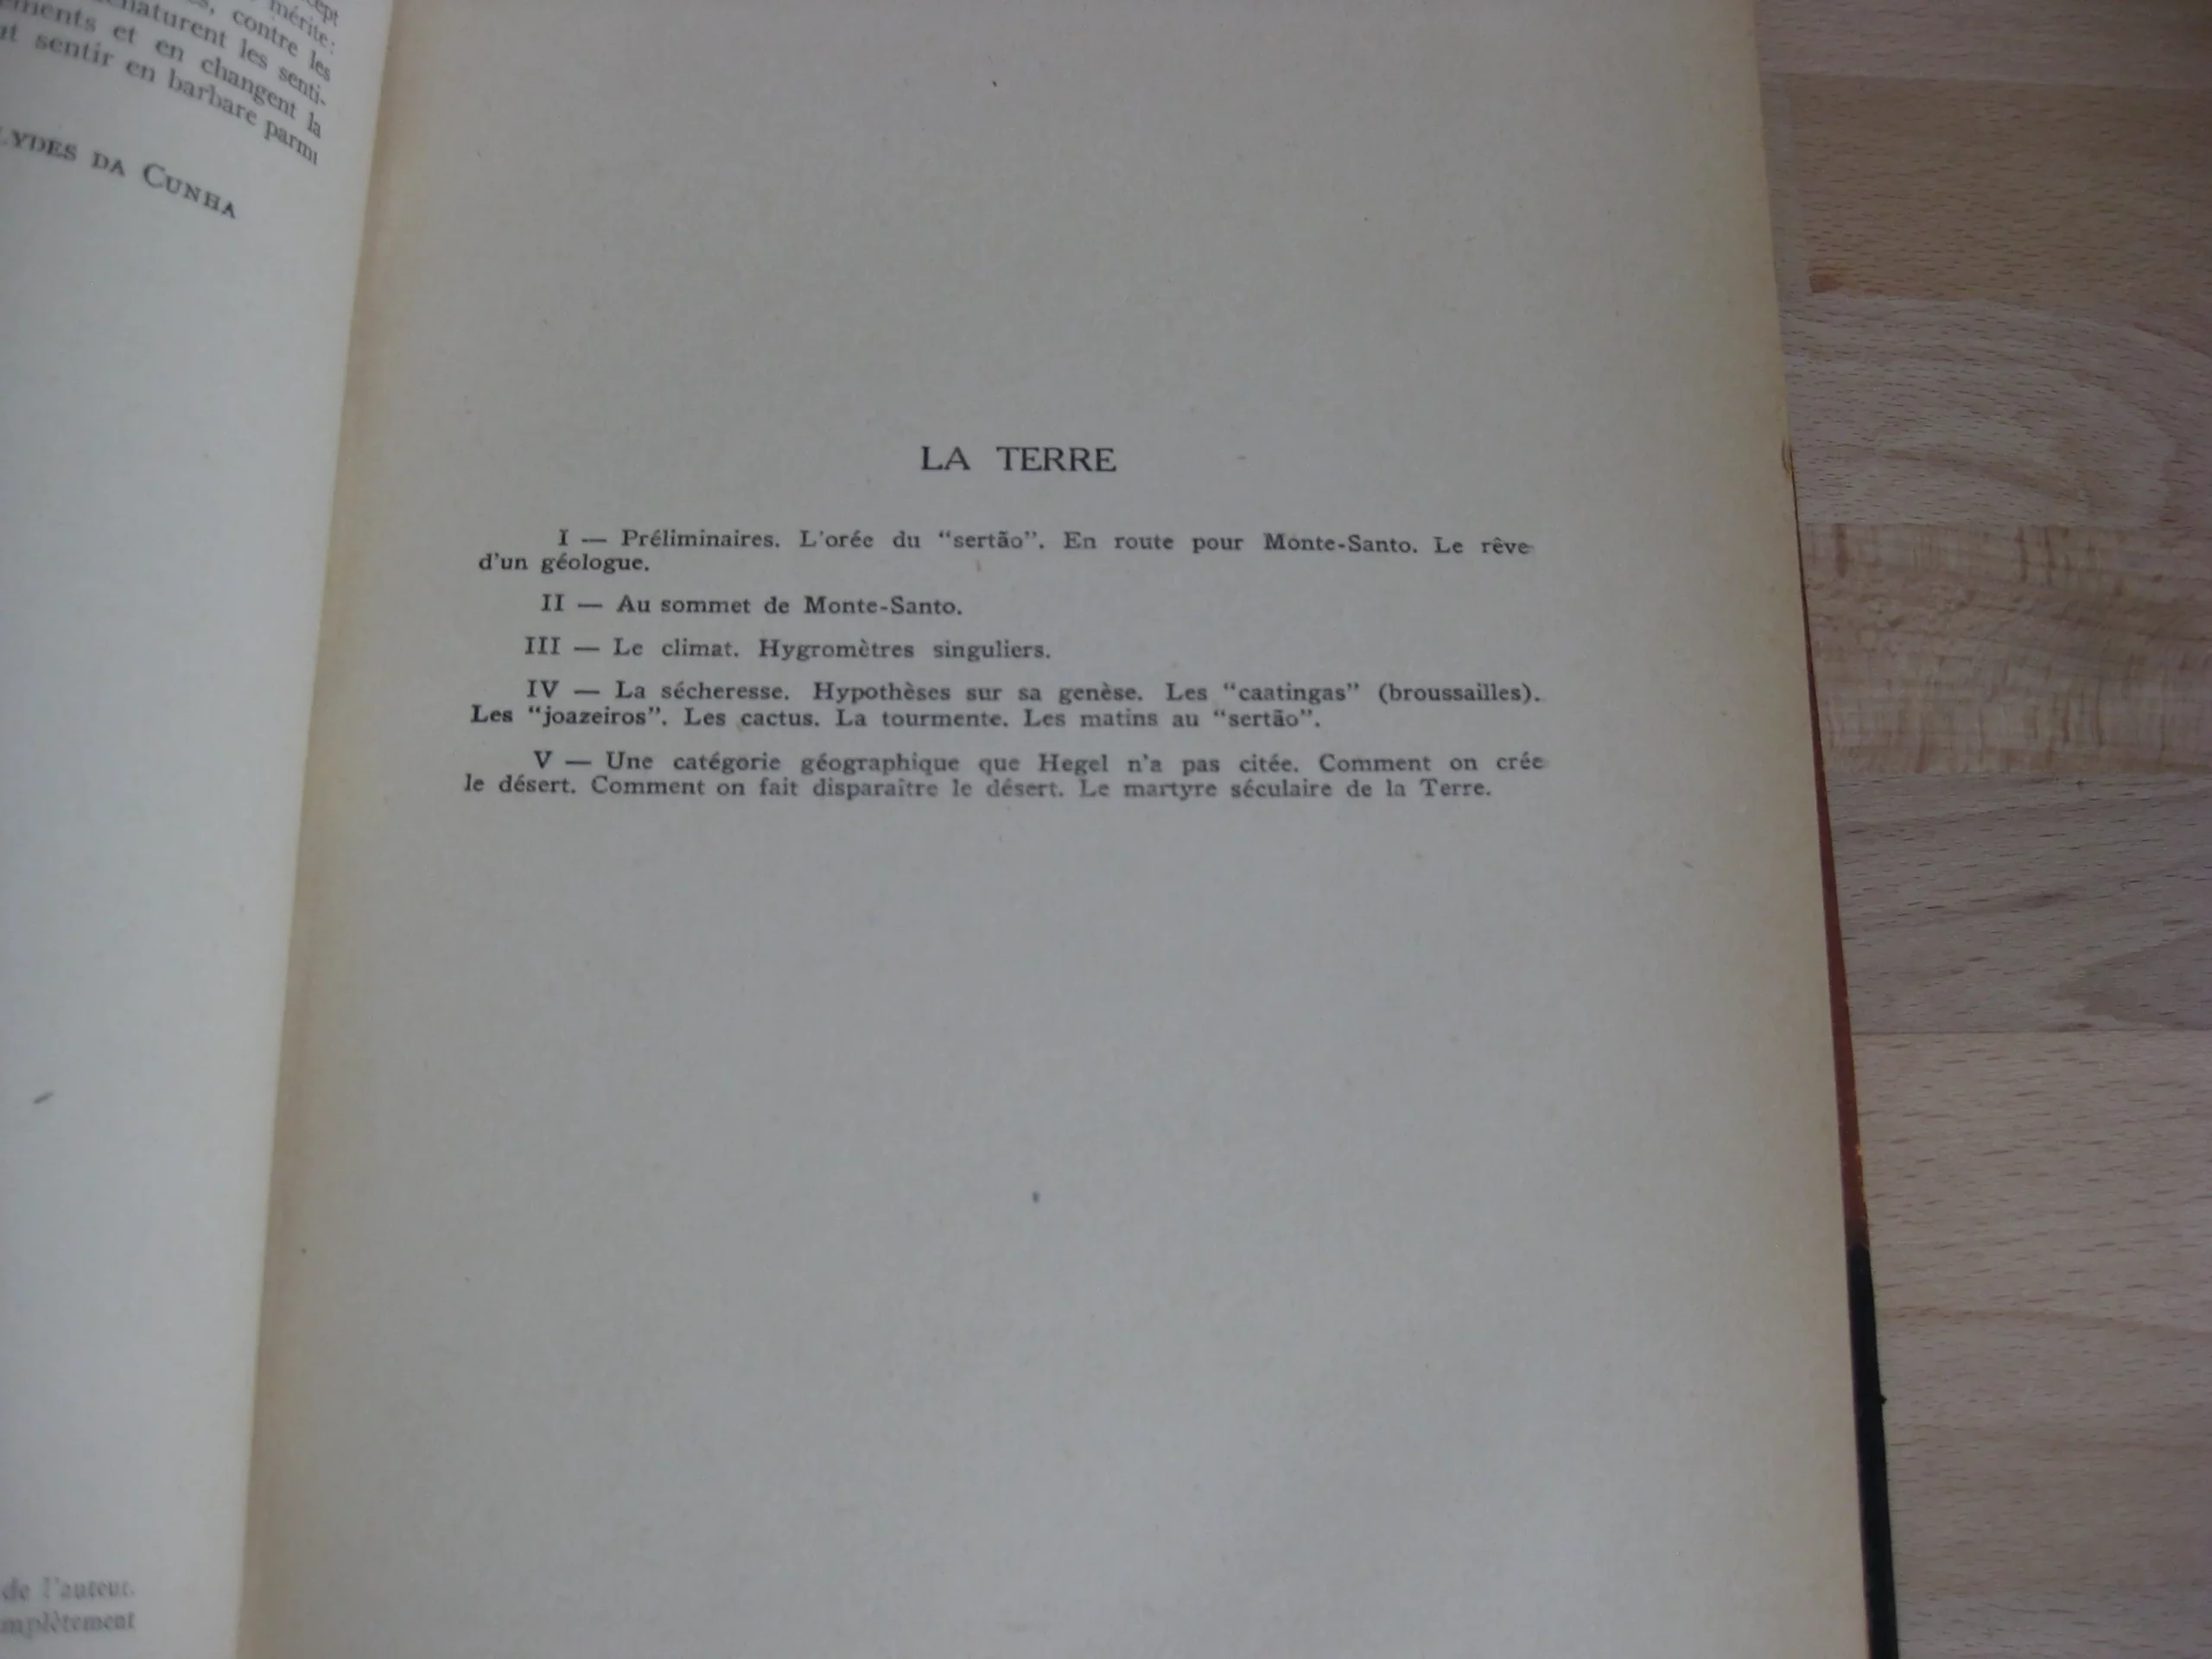 mérite:
contre les
les senti-
et en changent la
sentir en barbare parmi
DA CUNHA
de l'auteur.
LA TERRE
I — Préliminaires. L'orée du “sertão”. En route pour Monte-Santo. Le rêve
d'un géologue.
II — Au sommet de Monte-Santo.
III — Le climat. Hygromètres singuliers.
IV — La sécheresse. Hypothèses sur sa genèse. Les “caatingas” (broussailles).
Les “joazeiros”. Les cactus. La tourmente. Les matins au “sertão”.
V — Une catégorie géographique que Hegel n'a pas citée. Comment on crée
le désert. Comment on fait disparaître le désert. Le martyre séculaire de la Terre.